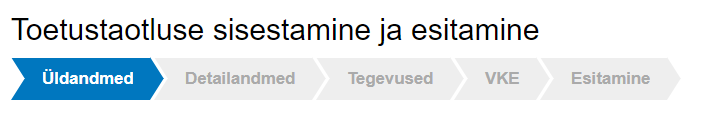 Toetustaotluse sisestamine ja esitamine
Üldandmed Detailandmed Tegevused VKE Esitamine